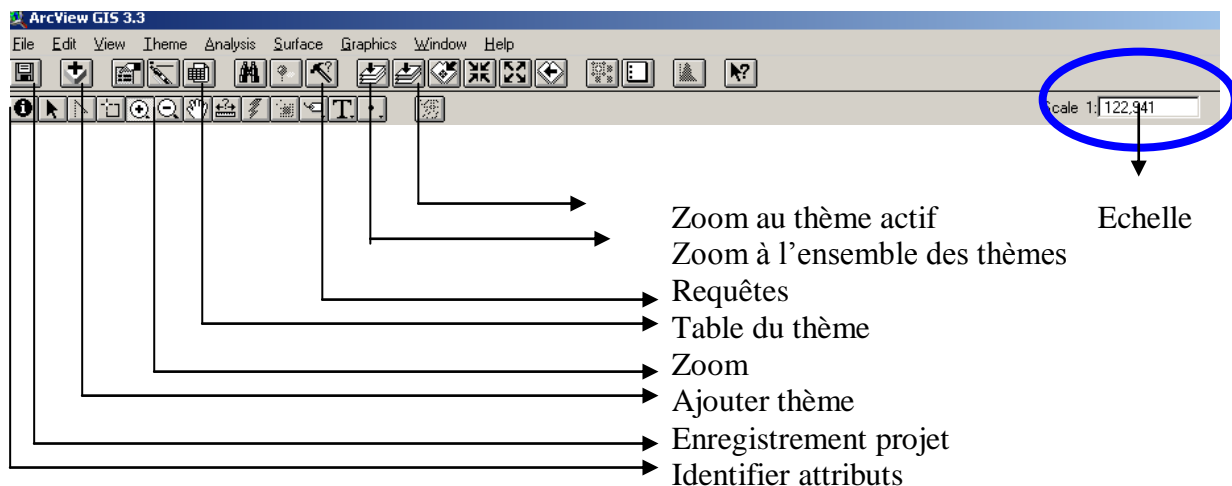 ArcView GIS 3.3
File Edit View Theme Analysis Surface Graphics Window Help
Scale 1: 122,941
Zoom au thème actif Echelle
Zoom à l’ensemble des thèmes
Requêtes
Table du thème
Zoom
Ajouter thème
Enregistrement projet
Identifier attributs